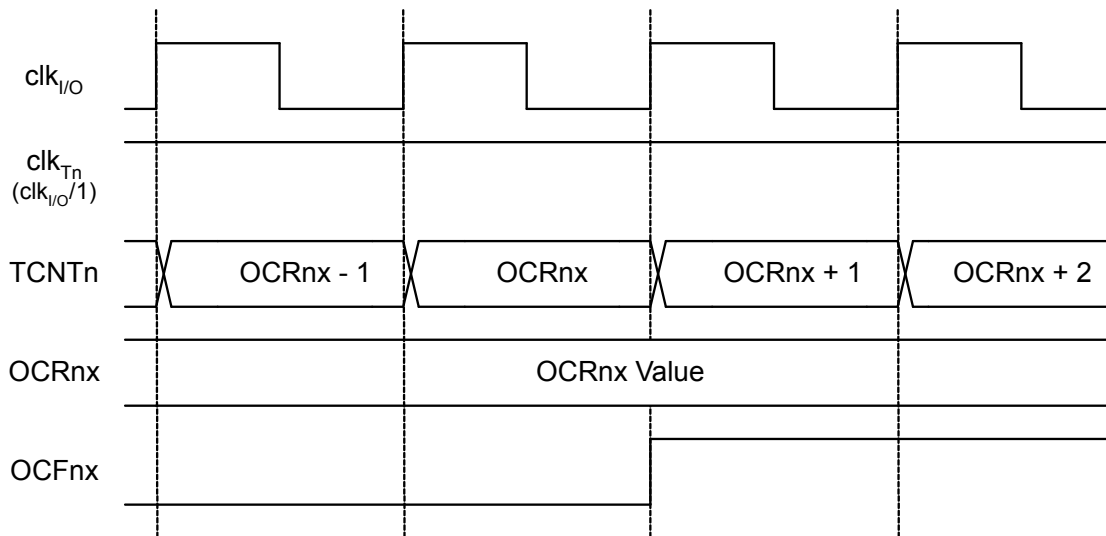 clkI/O
clkTn
(clkI/O/1)
TCNTn OCRnx - 1 OCRnx OCRnx + 1 OCRnx + 2
OCRnx OCRnx Value
OCFnx